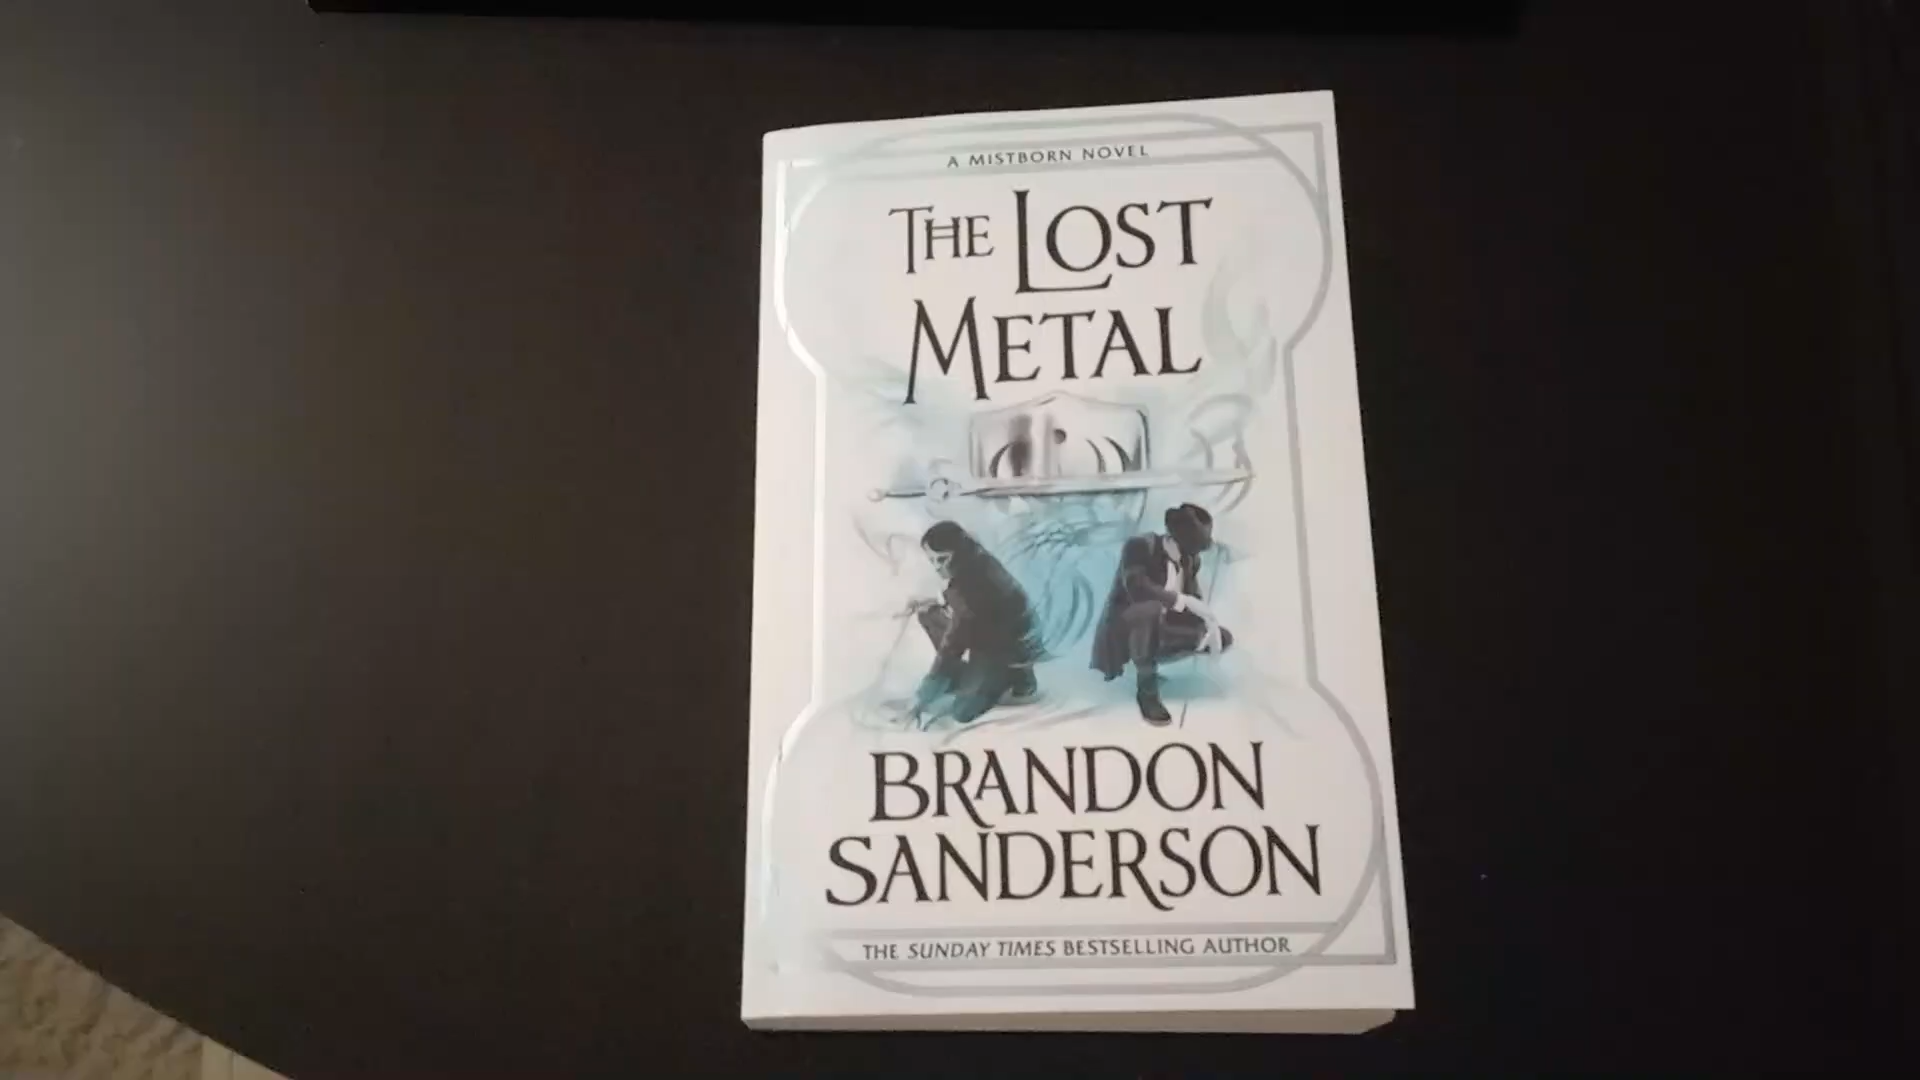 A MISTBORN NOVEL
THE LOST
METAL
BRANDON
SANDERSON
THE SUNDAY TIMES BESTSELLING AUTHOR